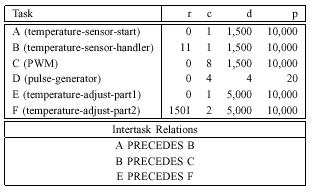 Task r c d p
A (temperature-sensor-start) 0 1 1,500 10,000
B (temperature-sensor-handler) 11 1 1,500 10,000
C (PWM) 0 8 1,500 10,000
D (pulse-generator) 0 4 4 20
E (temperature-adjust-part1) 0 1 5,000 10,000
F (temperature-adjust-part2) 1501 2 5,000 10,000
Intertask Relations
A PRECEDES B
B PRECEDES C
E PRECEDES F